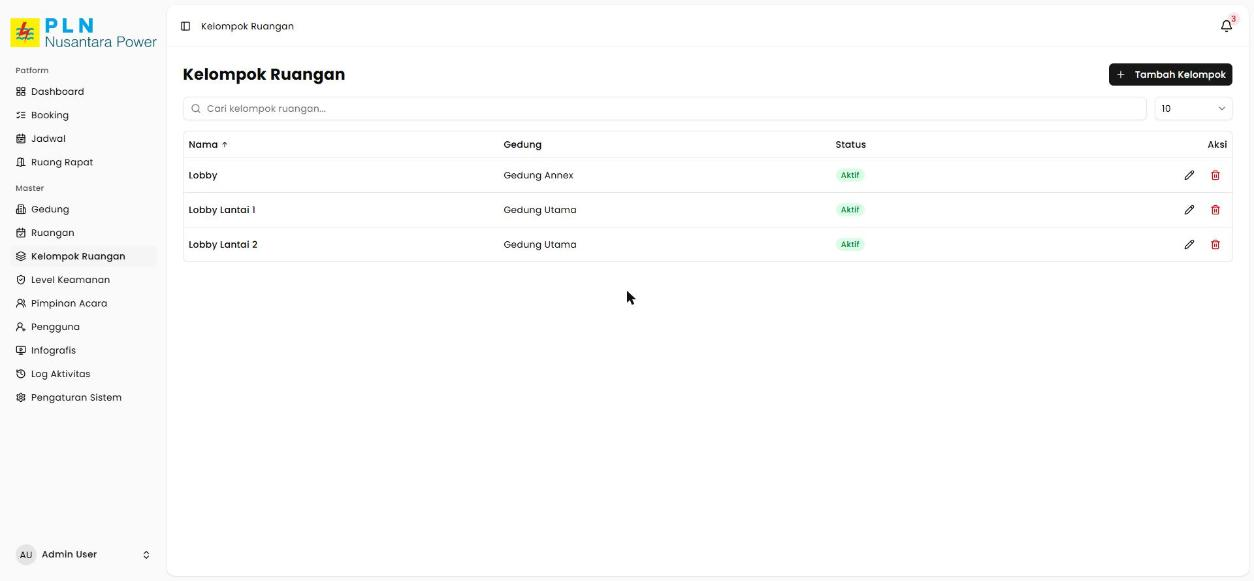 PLN
Nusantara Power
Patform
Dashboard
Booking
Jadwal
Ruang Rapat
Master
Gedung
Ruangan
Kelompok Ruangan
Level Keamanan
Pimpinan Acara
Pengguna
Infografis
Log Aktivitas
Pengaturan Sistem
AU Admin User
Kelompok Ruangan
3
Kelompok Ruangan
Tambah Kelompok
Cari kelompok ruangan...
10
Nama Gedung Status Aksi
Lobby Gedung Annex Aktif
Lobby Lantai 1 Gedung Utama Aktif
Lobby Lantai 2 Gedung Utama Aktif